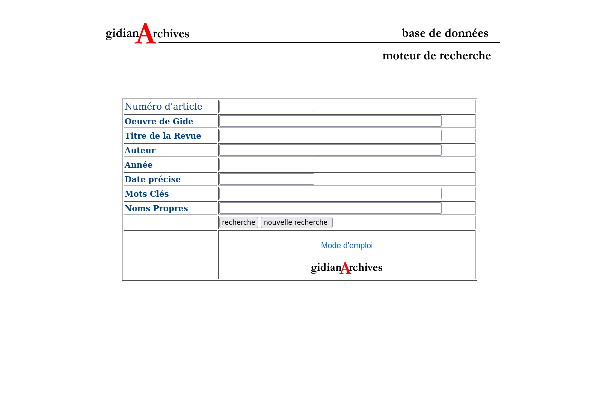 gidianArchives
base de données
moteur de recherche
Numéro d'article
Oeuvre de Gide
Titre de la Revue
Auteur
Année
Date précise
Mots Clés
Noms Propres
recherche nouvelle recherche
Mode d'emploi
gidianArchives